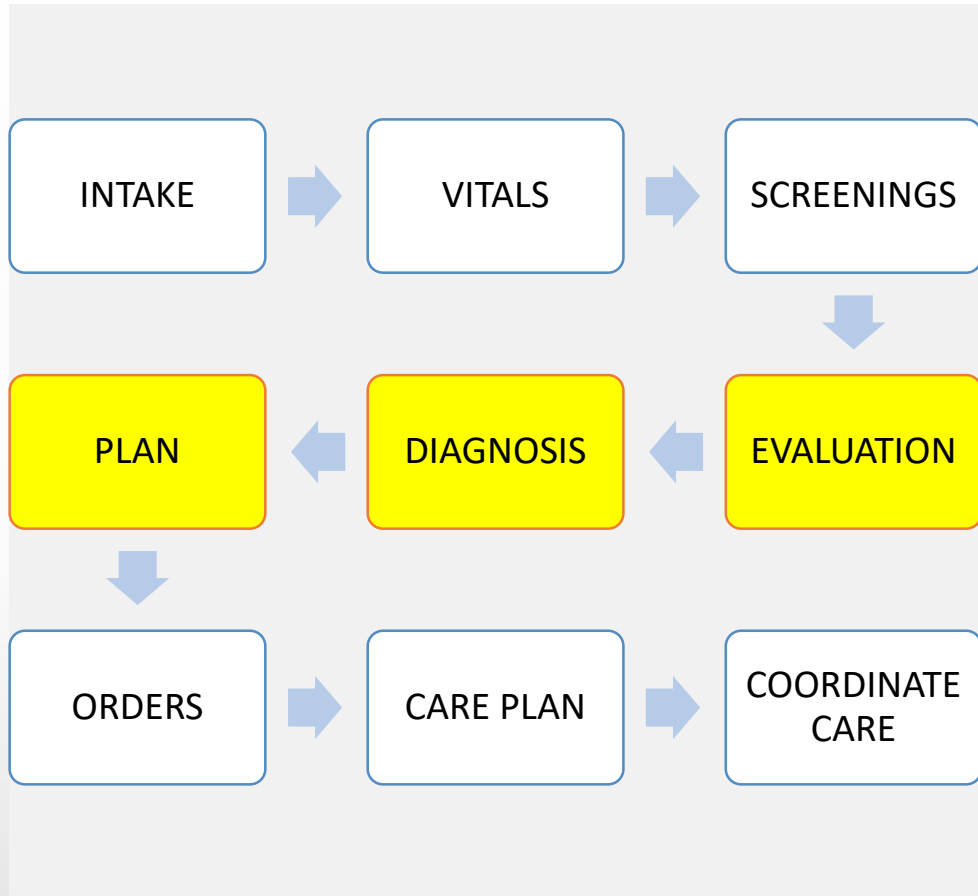 INTAKE
VITALS
SCREENINGS
PLAN
DIAGNOSIS
EVALUATION
ORDERS
CARE PLAN
COORDINATE
CARE